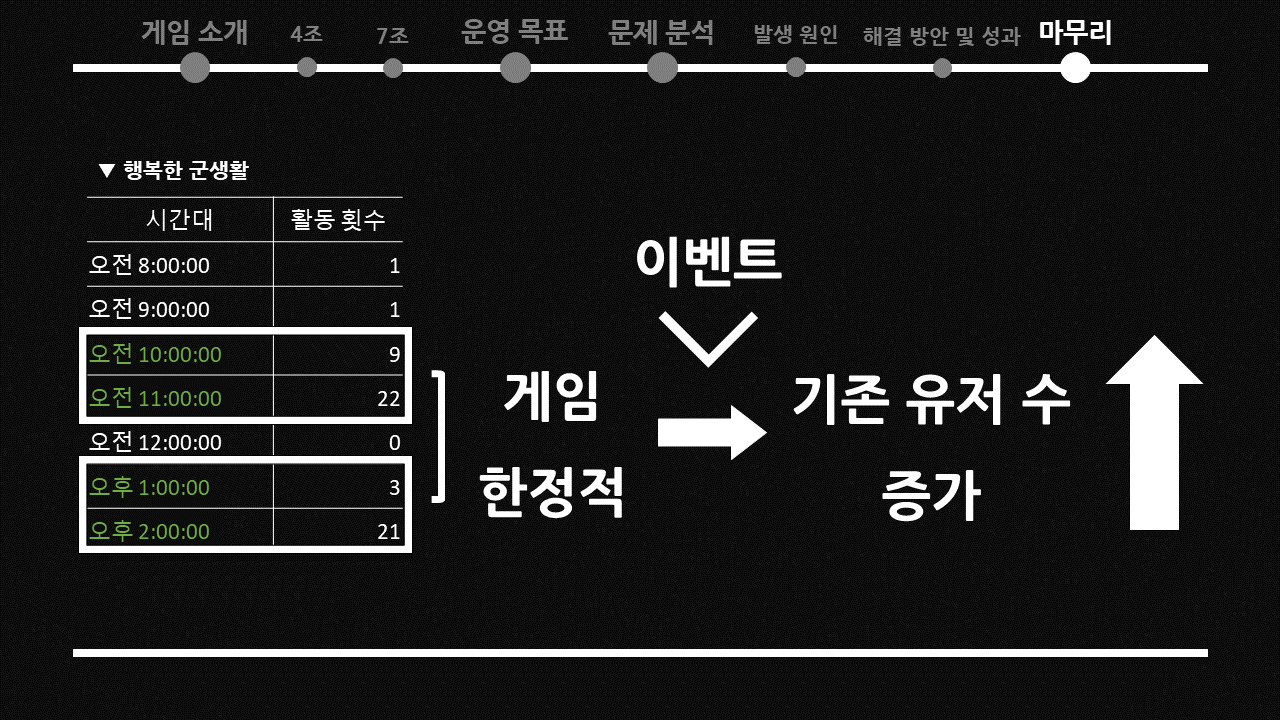 게임 소개 4조 7조 운영 목표 문제 분석 발생 원인 해결 방안 및 성과 마무리
▼ 행복한 군생활
시간대 활동 횟수
오전 8:00:00 1
오전 9:00:00 1
오전 10:00:00 9
오전 11:00:00 22
오전 12:00:00 0
오후 1:00:00 3
오후 2:00:00 21
이벤트
게임
한정적
기존 유저 수
증가